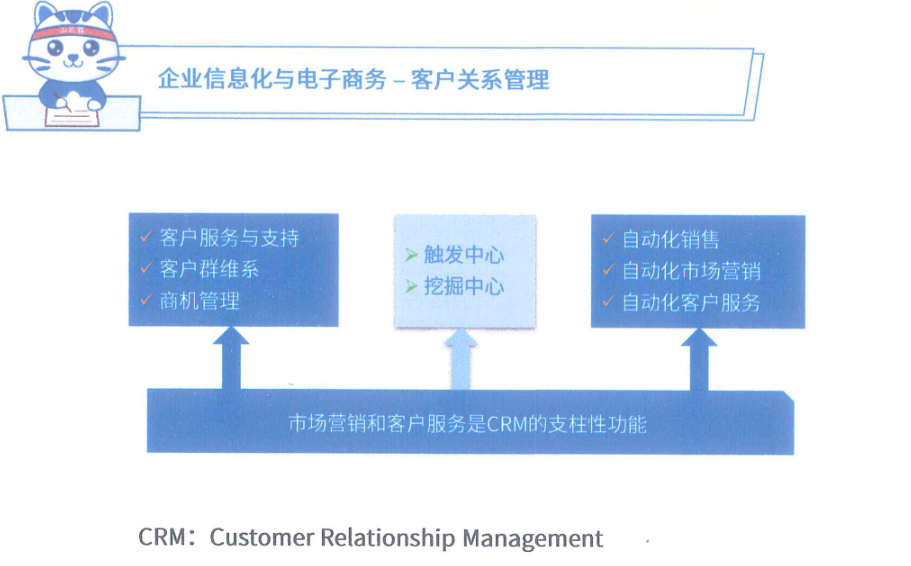 企业信息化与电子商务 – 客户关系管理
客户服务与支持
客户群维系
商机管理
触发中心
挖掘中心
自动化销售
自动化市场营销
自动化客户服务
市场营销和客户服务是CRM的支柱性功能
CRM：Customer Relationship Management